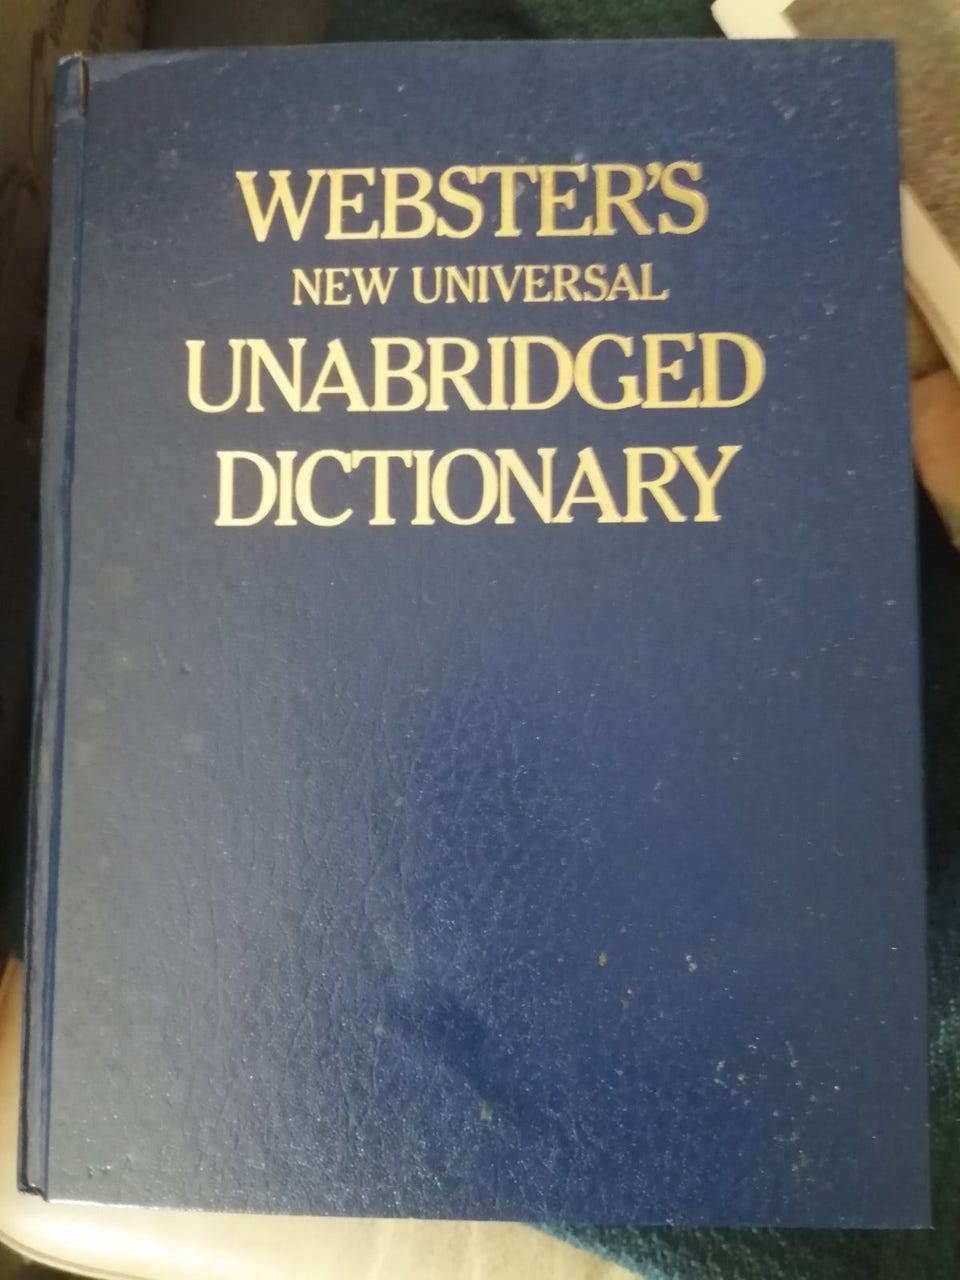 WEBSTER'S
NEW UNIVERSAL
UNABRIDGED
DICTIONARY